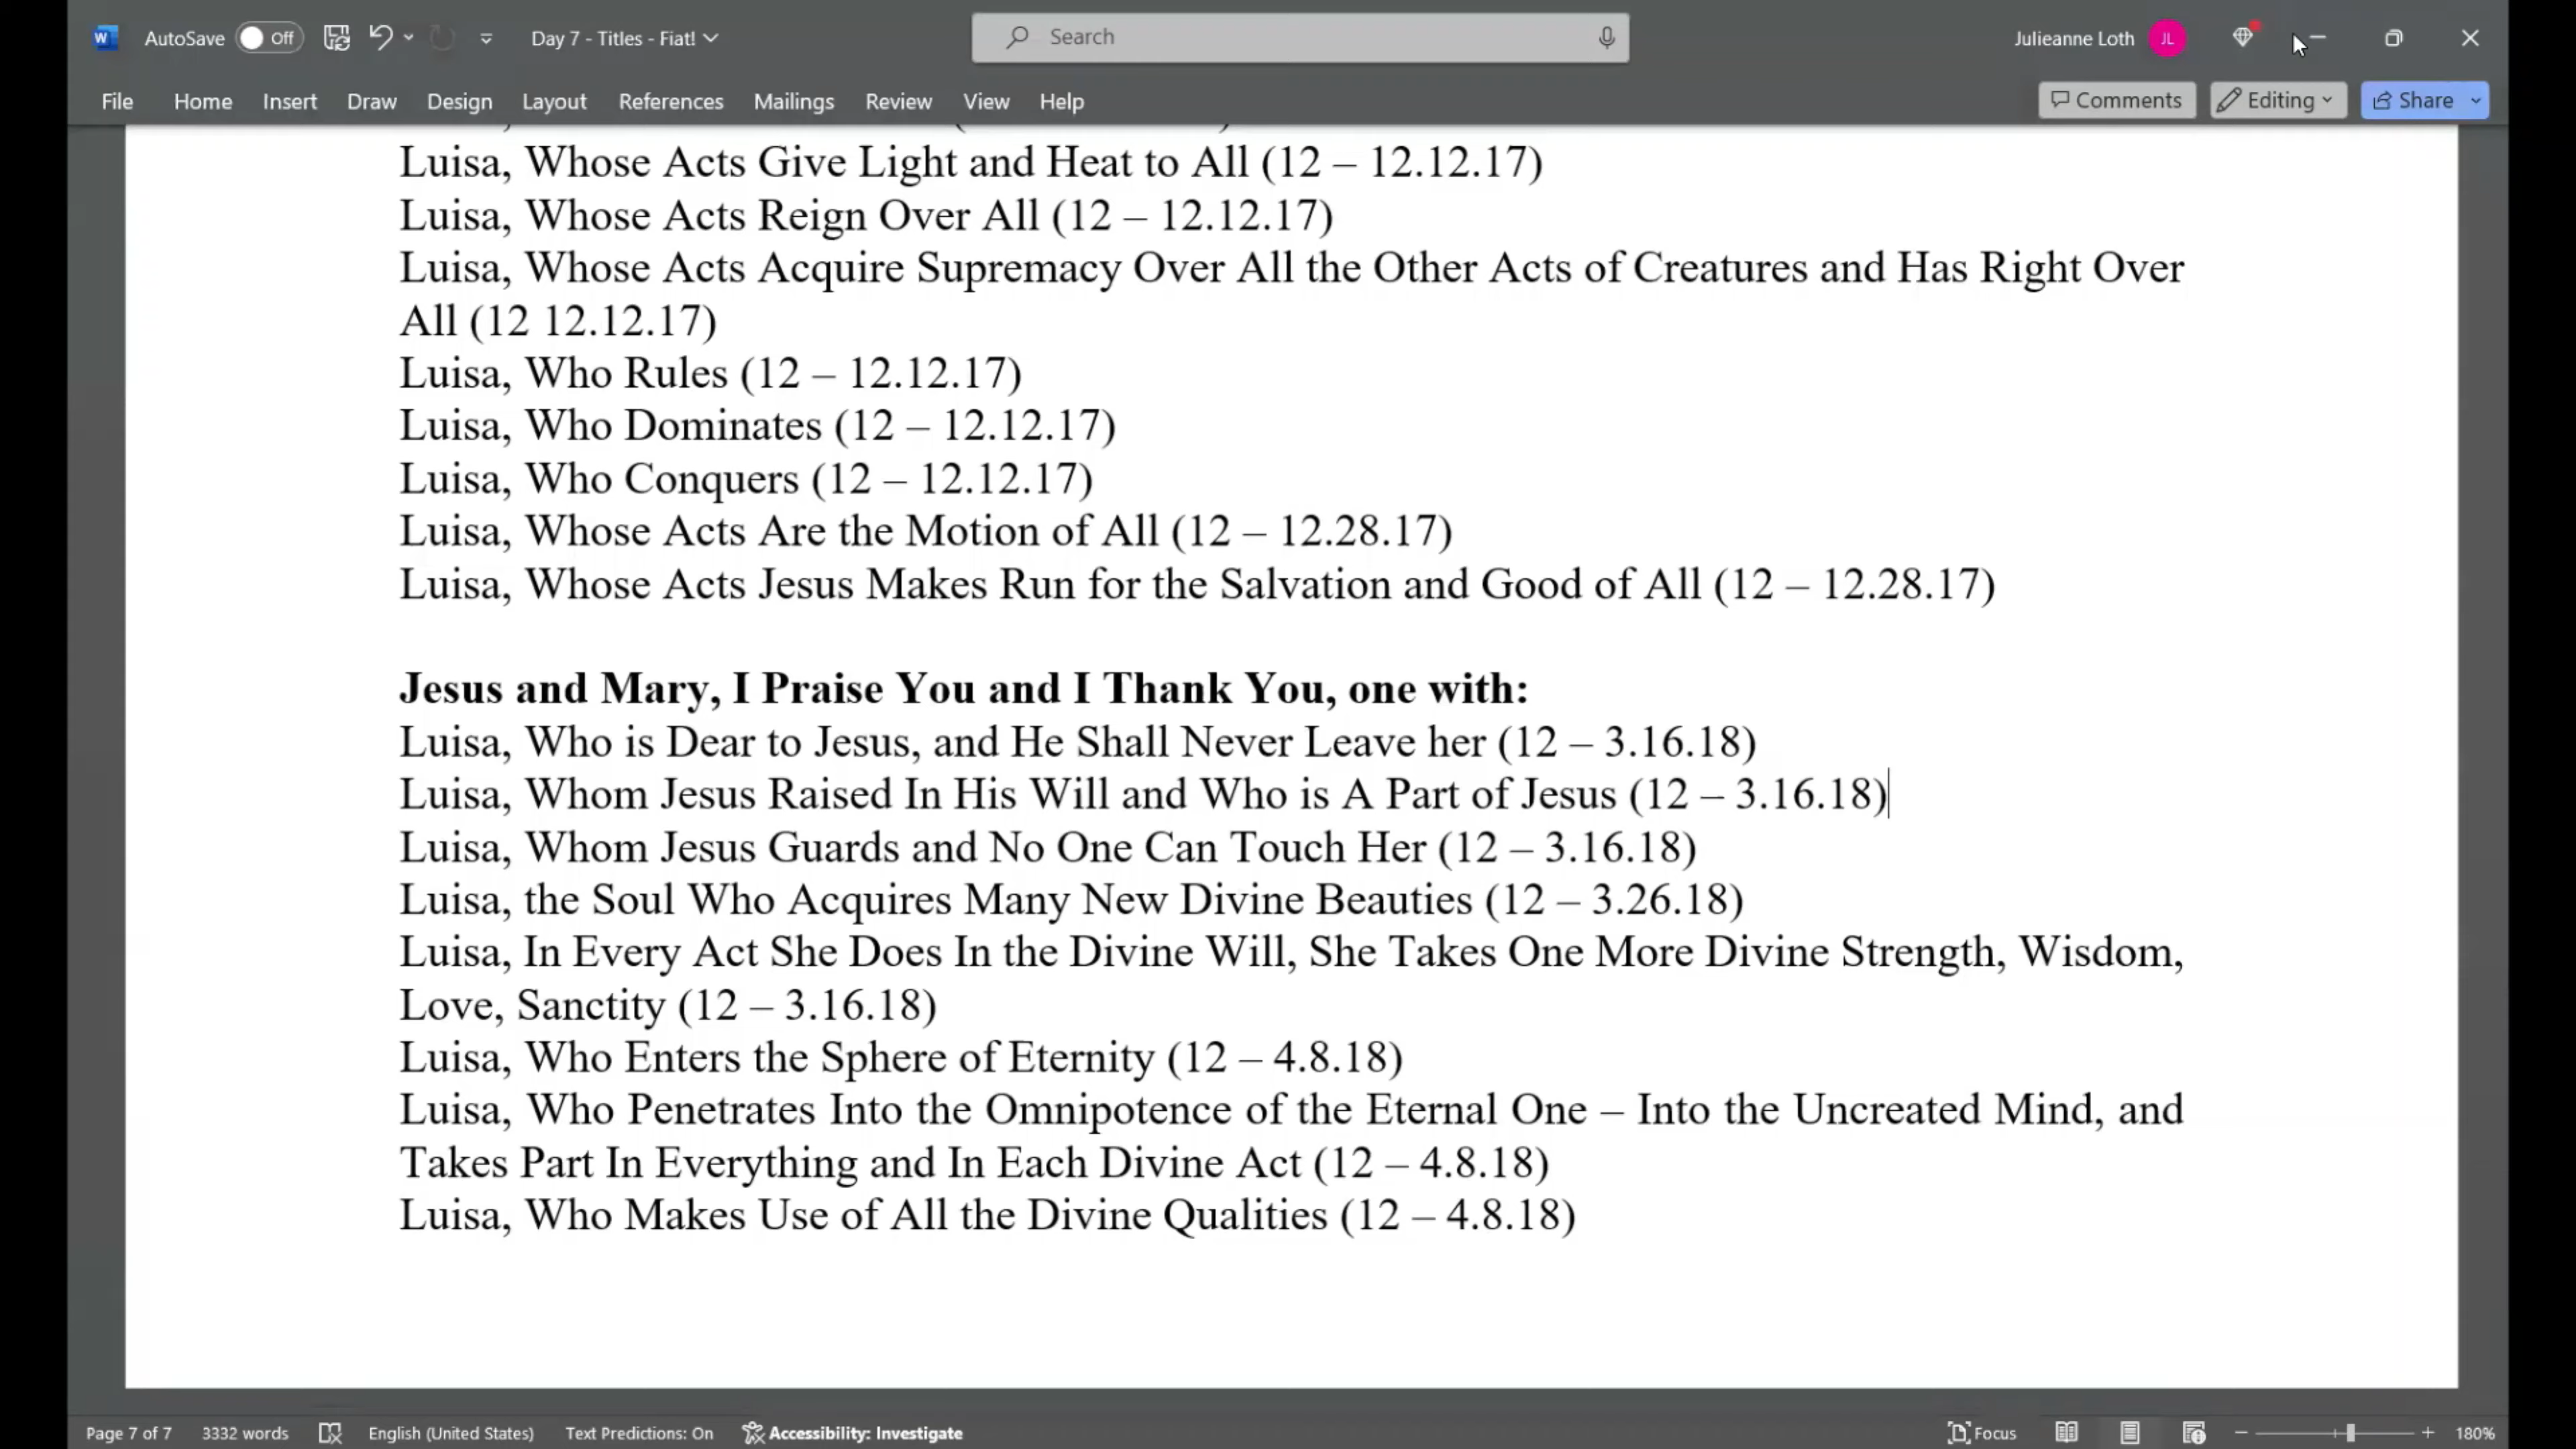 AutoSave Off Day 7 - Titles - Fiat! Search Julieanne Loth JL
File Home Insert Draw Design Layout References Mailings Review View Help Comments Editing Share
Luisa, Whose Acts Give Light and Heat to All (12 – 12.12.17)
Luisa, Whose Acts Reign Over All (12 – 12.12.17)
Luisa, Whose Acts Acquire Supremacy Over All the Other Acts of Creatures and Has Right Over
All (12 12.12.17)
Luisa, Who Rules (12 – 12.12.17)
Luisa, Who Dominates (12 – 12.12.17)
Luisa, Who Conquers (12 – 12.12.17)
Luisa, Whose Acts Are the Motion of All (12 – 12.28.17)
Luisa, Whose Acts Jesus Makes Run for the Salvation and Good of All (12 – 12.28.17)
Jesus and Mary, I Praise You and I Thank You, one with:
Luisa, Who is Dear to Jesus, and He Shall Never Leave her (12 – 3.16.18)
Luisa, Whom Jesus Raised In His Will and Who is A Part of Jesus (12 – 3.16.18)
Luisa, Whom Jesus Guards and No One Can Touch Her (12 – 3.16.18)
Luisa, the Soul Who Acquires Many New Divine Beauties (12 – 3.26.18)
Luisa, In Every Act She Does In the Divine Will, She Takes One More Divine Strength, Wisdom,
Love, Sanctity (12 – 3.16.18)
Luisa, Who Enters the Sphere of Eternity (12 – 4.8.18)
Luisa, Who Penetrates Into the Omnipotence of the Eternal One – Into the Uncreated Mind, and
Takes Part In Everything and In Each Divine Act (12 – 4.8.18)
Luisa, Who Makes Use of All the Divine Qualities (12 – 4.8.18)
Page 7 of 7 3332 words English (United States) Text Predictions: On Accessibility: Investigate Focus 180%